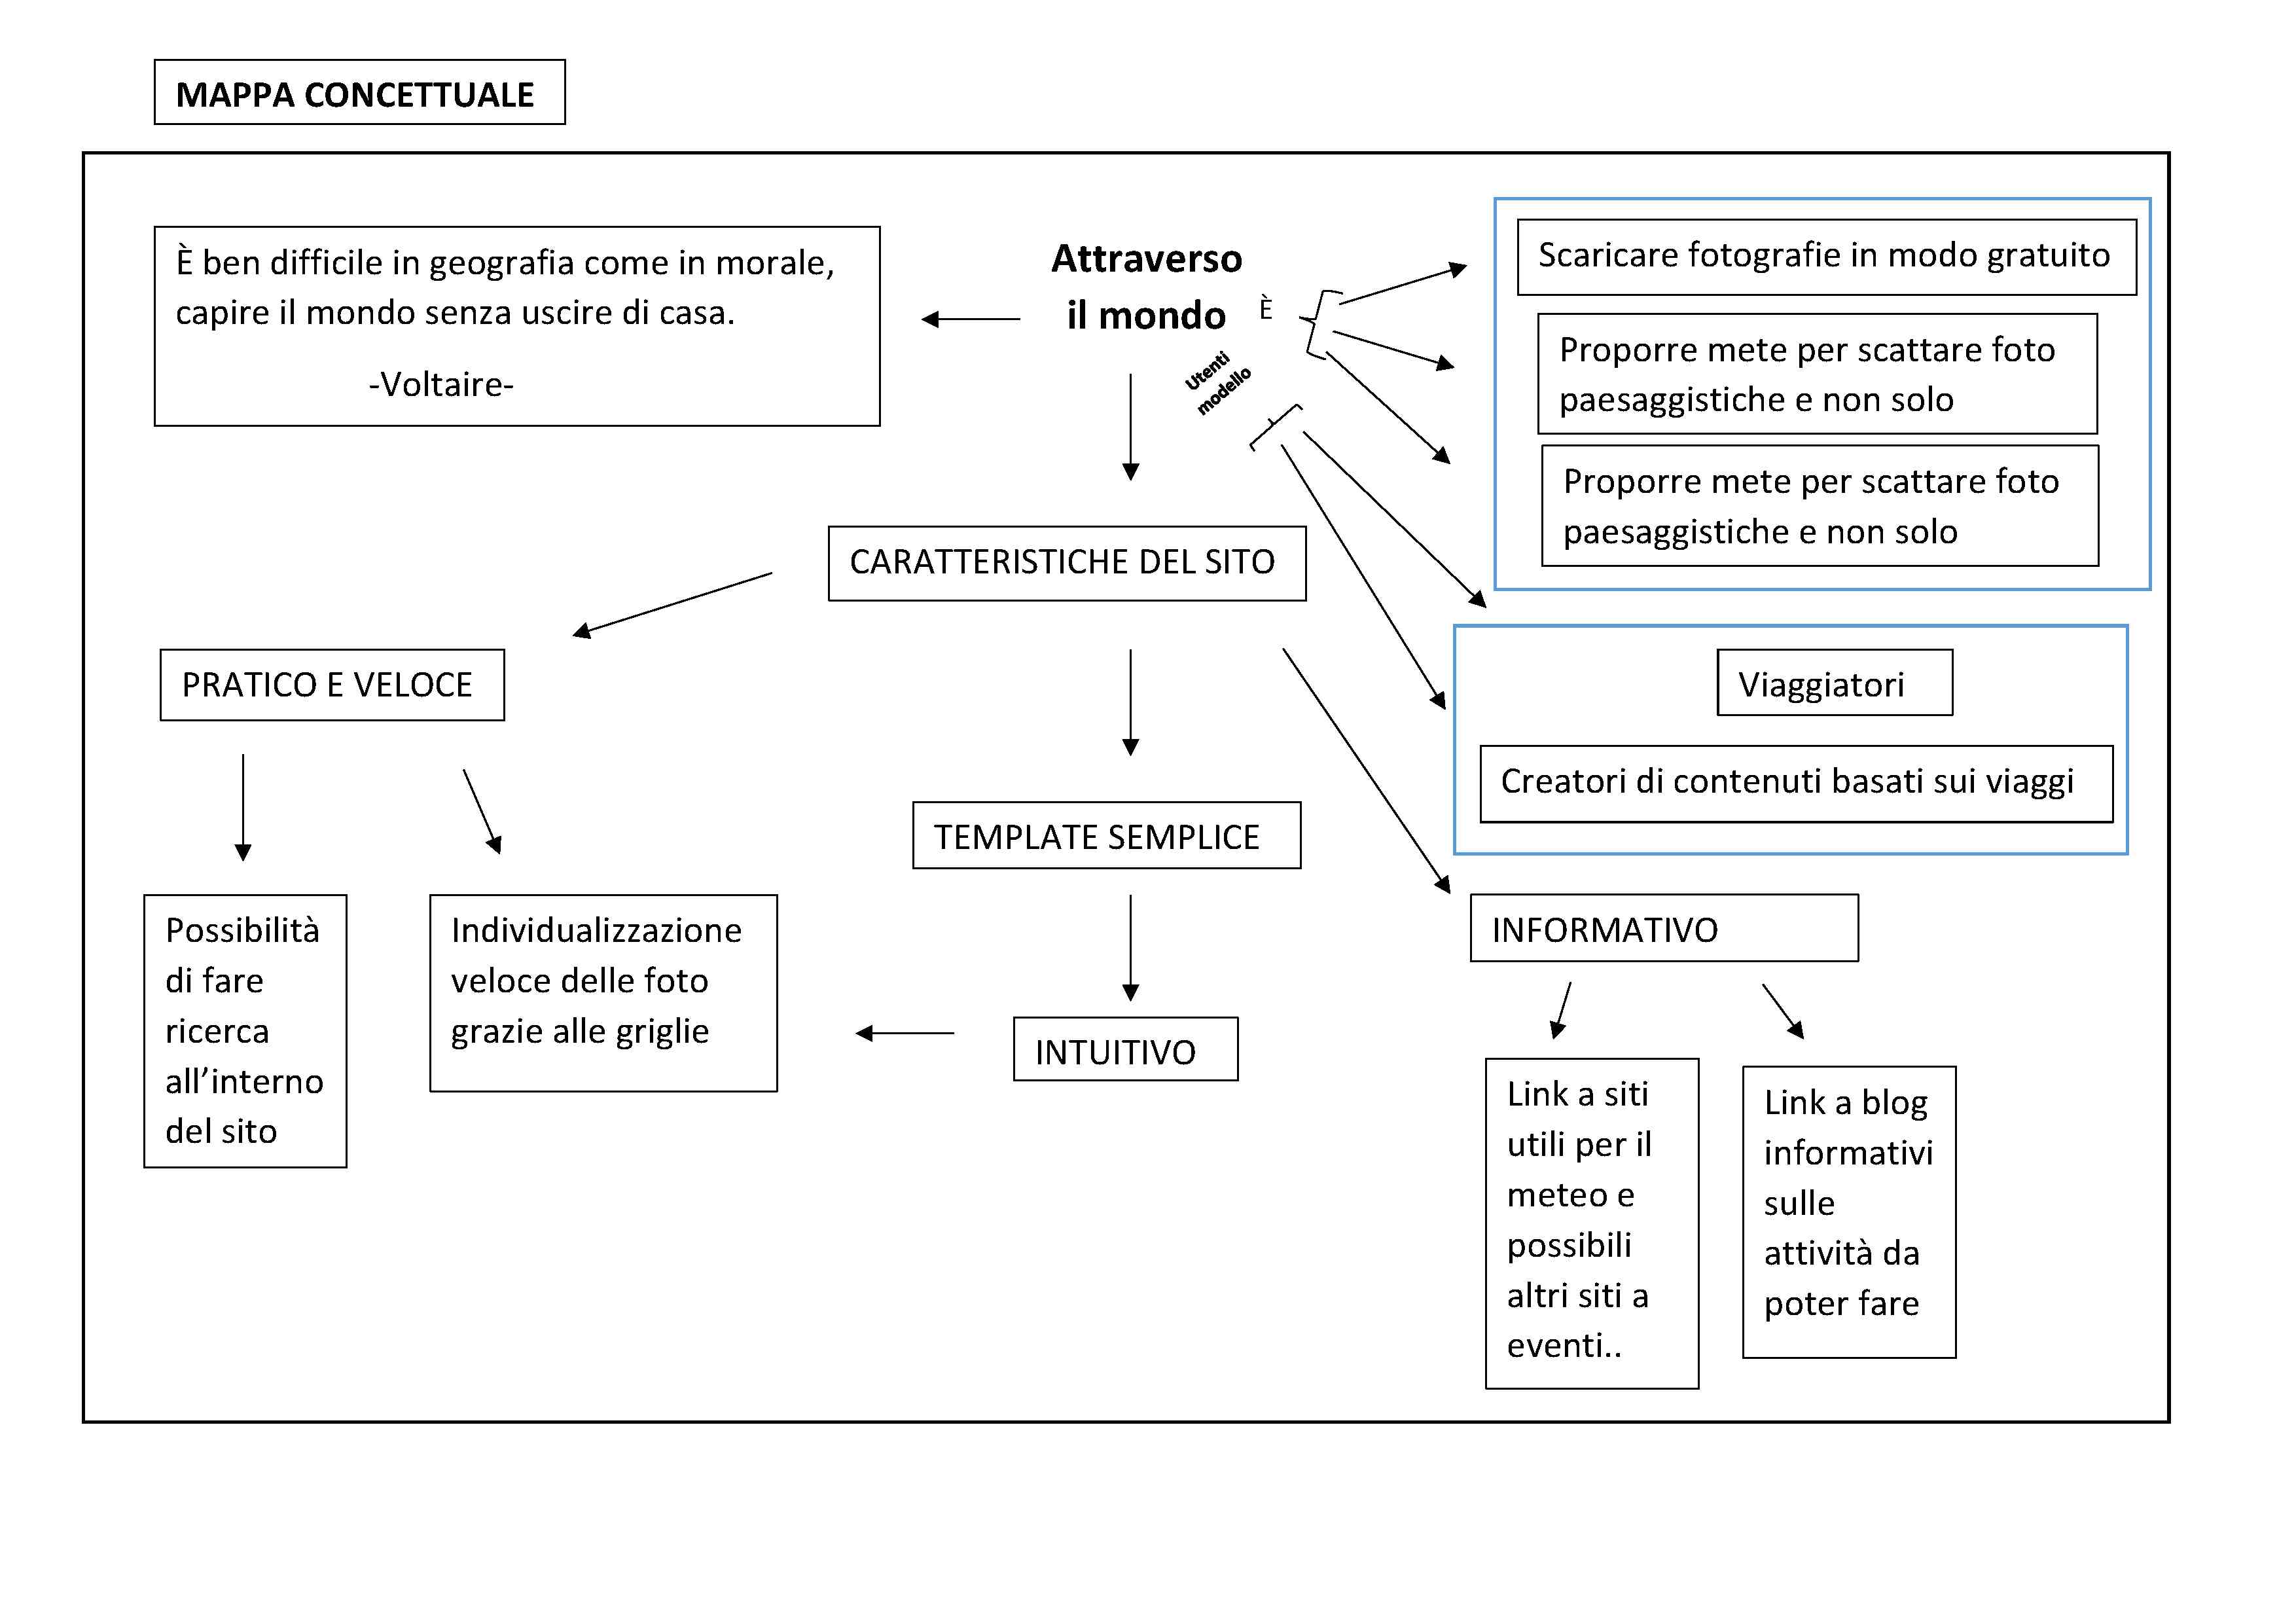 MAPPA CONCETTUALE
È ben difficile in geografia come in morale,
capire il mondo senza uscire di casa.
-Voltaire-
Attraverso
il mondo
È
Utenti
modello
Scaricare fotografie in modo gratuito
Proporre mete per scattare foto
paesaggistiche e non solo
Proporre mete per scattare foto
paesaggistiche e non solo
CARATTERISTICHE DEL SITO
PRATICO E VELOCE
Viaggiatori
Creatori di contenuti basati sui viaggi
TEMPLATE SEMPLICE
Possibilità
di fare
ricerca
all’interno
del sito
Individualizzazione
veloce delle foto
grazie alle griglie
INTUITIVO
INFORMATIVO
Link a siti
utili per il
meteo e
possibili
altri siti a
eventi..
Link a blog
informativi
sulle
attività da
poter fare